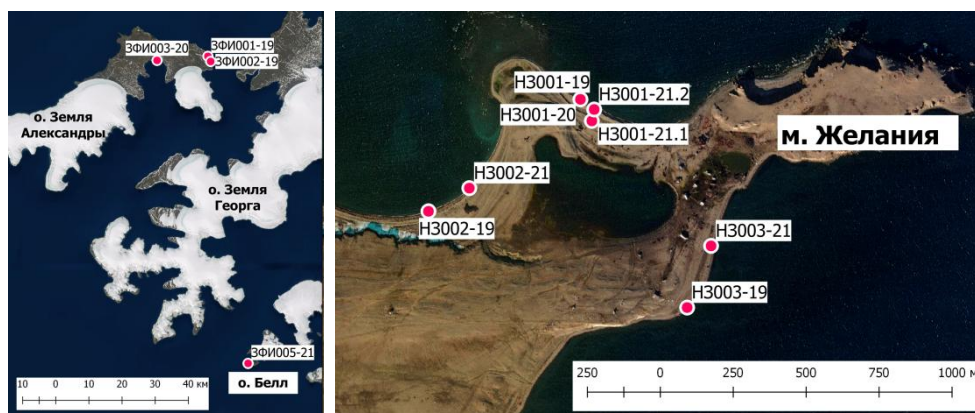 ЗФИ003-20
ЗФИ001-19
ЗФИ002-19
о. Земля
Александры
о. Земля
Георга
ЗФИ005-21
о. Белл
10 0 10 20 30 40 км
НЗ001-19
НЗ001-21.2
НЗ001-20
НЗ001-21.1
м. Желания
НЗ002-21
НЗ002-19
НЗ003-21
НЗ003-19
250 0 250 500 750 1000 м